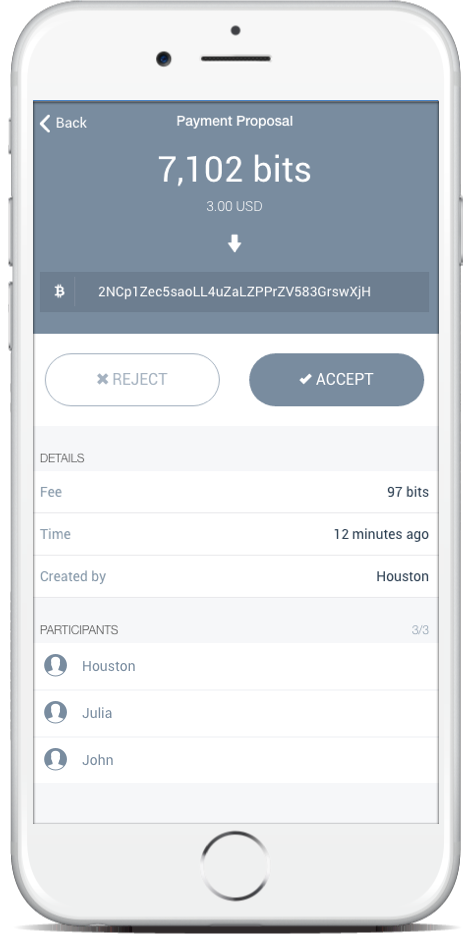 Back
Payment Proposal
7,102 bits
3.00 USD
2NCp1Zec5saoLL4uZaLZPPrZV583GrswXjH
REJECT
ACCEPT
DETAILS
Fee 97 bits
Time 12 minutes ago
Created by Houston
PARTICIPANTS 3/3
Houston
Julia
John